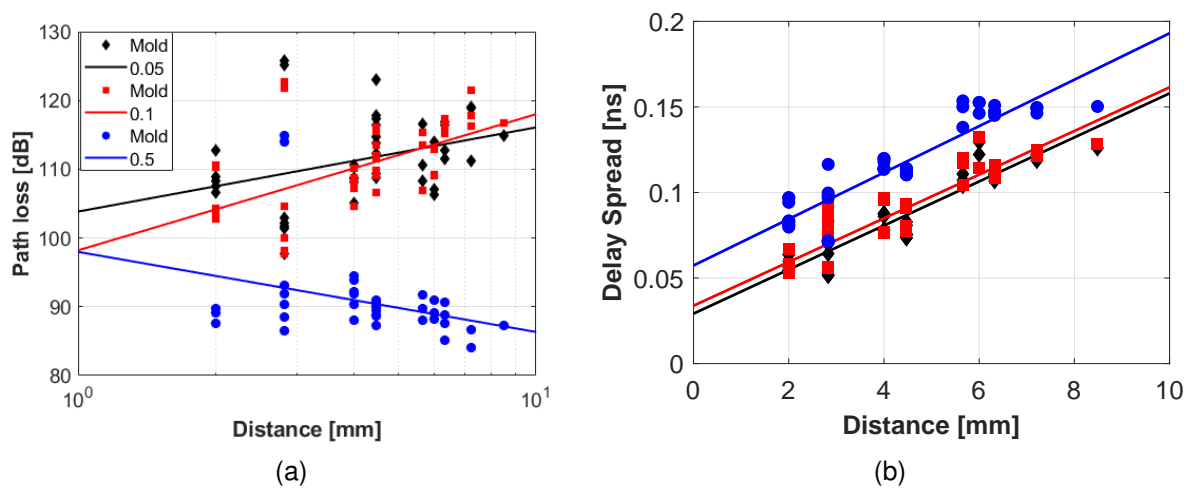 130
120
110
100
90
80
Path loss [dB]
Mold
0.05
Mold
0.1
Mold
0.5
10^0
10^1
Distance [mm]
(a)
0.2
0.15
0.1
0.05
0
Delay Spread [ns]
0
2
4
6
8
10
Distance [mm]
(b)